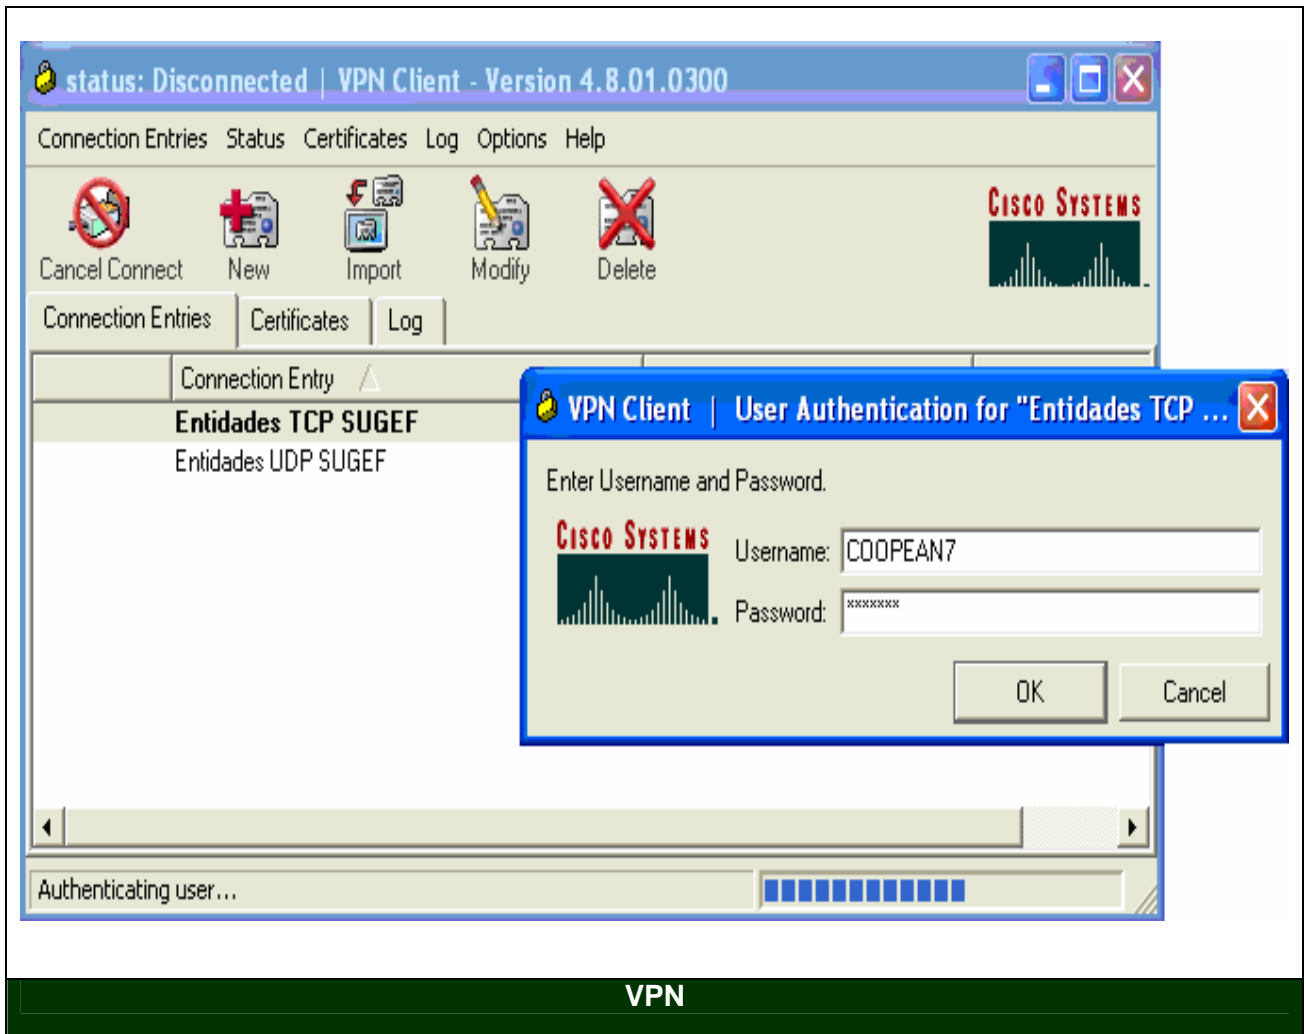 status: Disconnected | VPN Client - Version 4.8.01.0300
Connection Entries Status Certificates Log Options Help
Cancel Connect New Import Modify Delete
CISCO SYSTEMS
Connection Entries Certificates Log
Connection Entry
Entidades TCP SUGEF
Entidades UDP SUGEF
VPN Client | User Authentication for "Entidades TCP ...
Enter Username and Password.
CISCO SYSTEMS
Username: COOPEAN7
Password: *******
OK Cancel
Authenticating user...
VPN